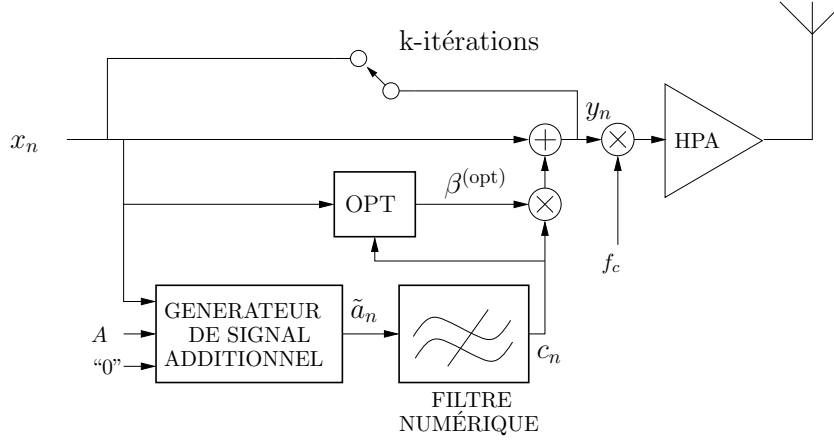 k-itérations
y_n
x_n
+
×
HPA
β^(opt)
OPT
×
f_c
GENERATEUR
DE SIGNAL
ADDITIONNEL
ã_n
A
“0”
c_n
FILTRE
NUMÉRIQUE